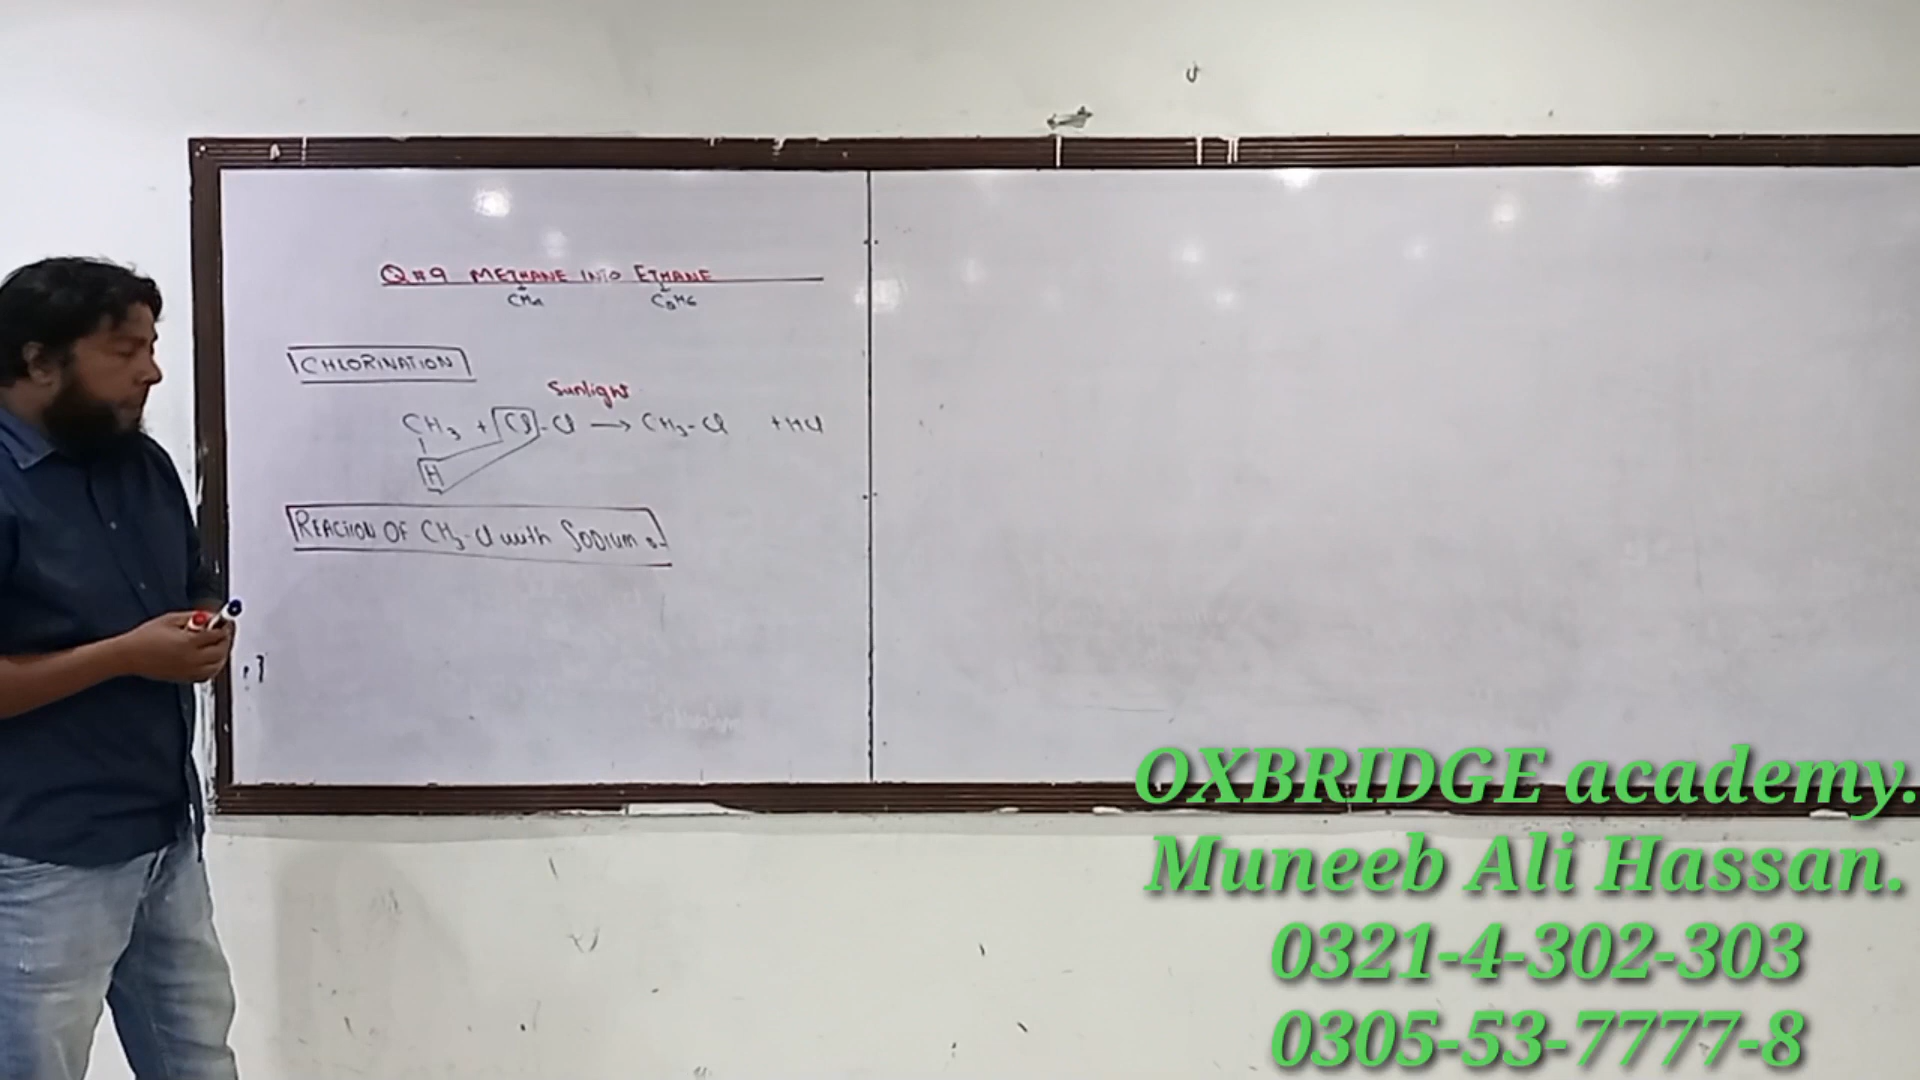 Q#9 METHANE INTO ETHANE
CH4 C2H6
CHLORINATION
Sunlight
CH3 + Cl-Cl → CH3-Cl + HCl
H
REACTION OF CH3-Cl with SODIUM :-
OXBRIDGE academy.
Muneeb Ali Hassan.
0321-4-302-303
0305-53-7777-8